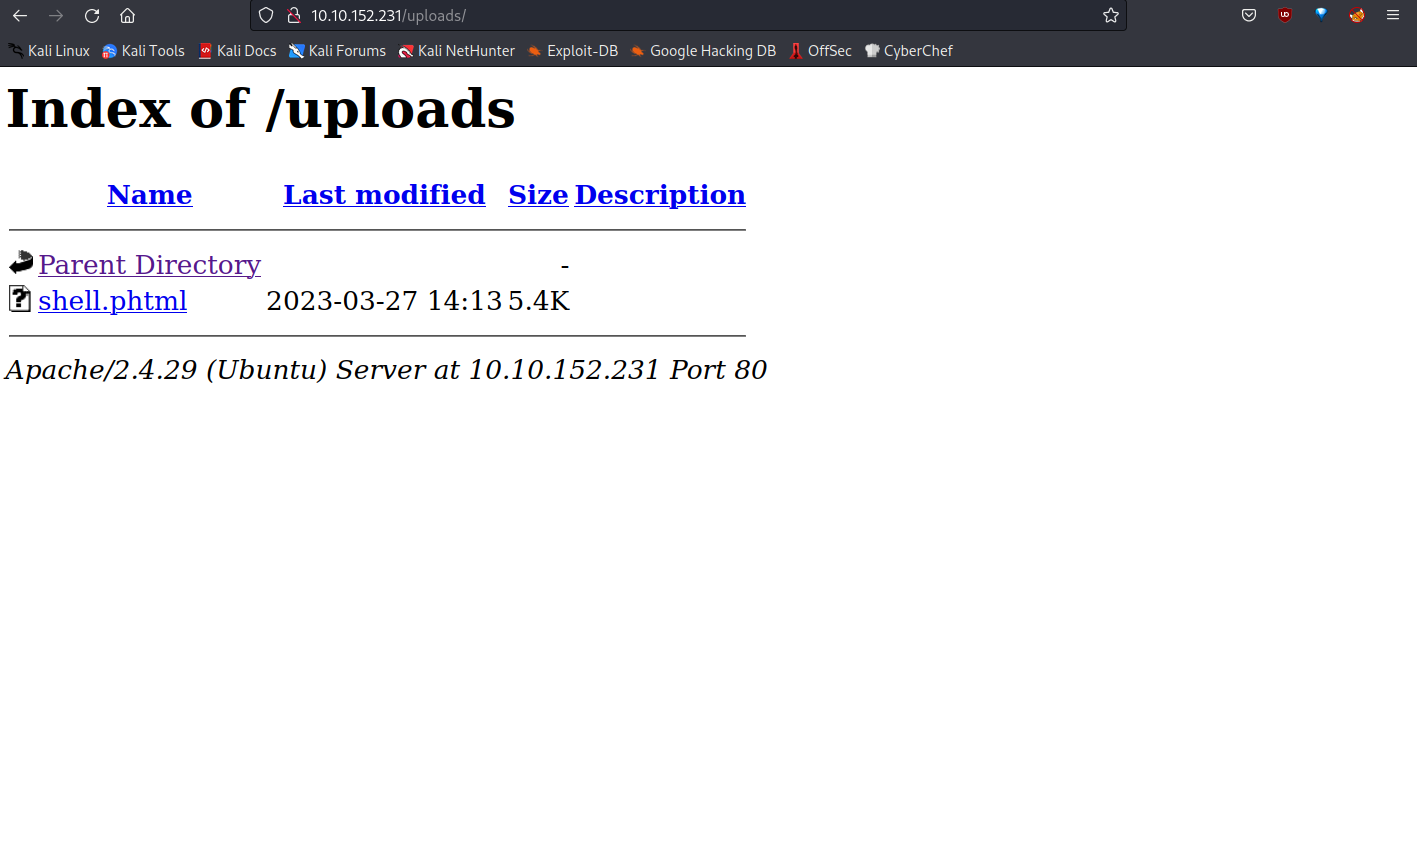 10.10.152.231/uploads/
Kali Linux Kali Tools Kali Docs Kali Forums Kali NetHunter Exploit-DB Google Hacking DB OffSec CyberChef
Index of /uploads
Name Last modified Size Description
Parent Directory -
shell.phtml 2023-03-27 14:13 5.4K
Apache/2.4.29 (Ubuntu) Server at 10.10.152.231 Port 80